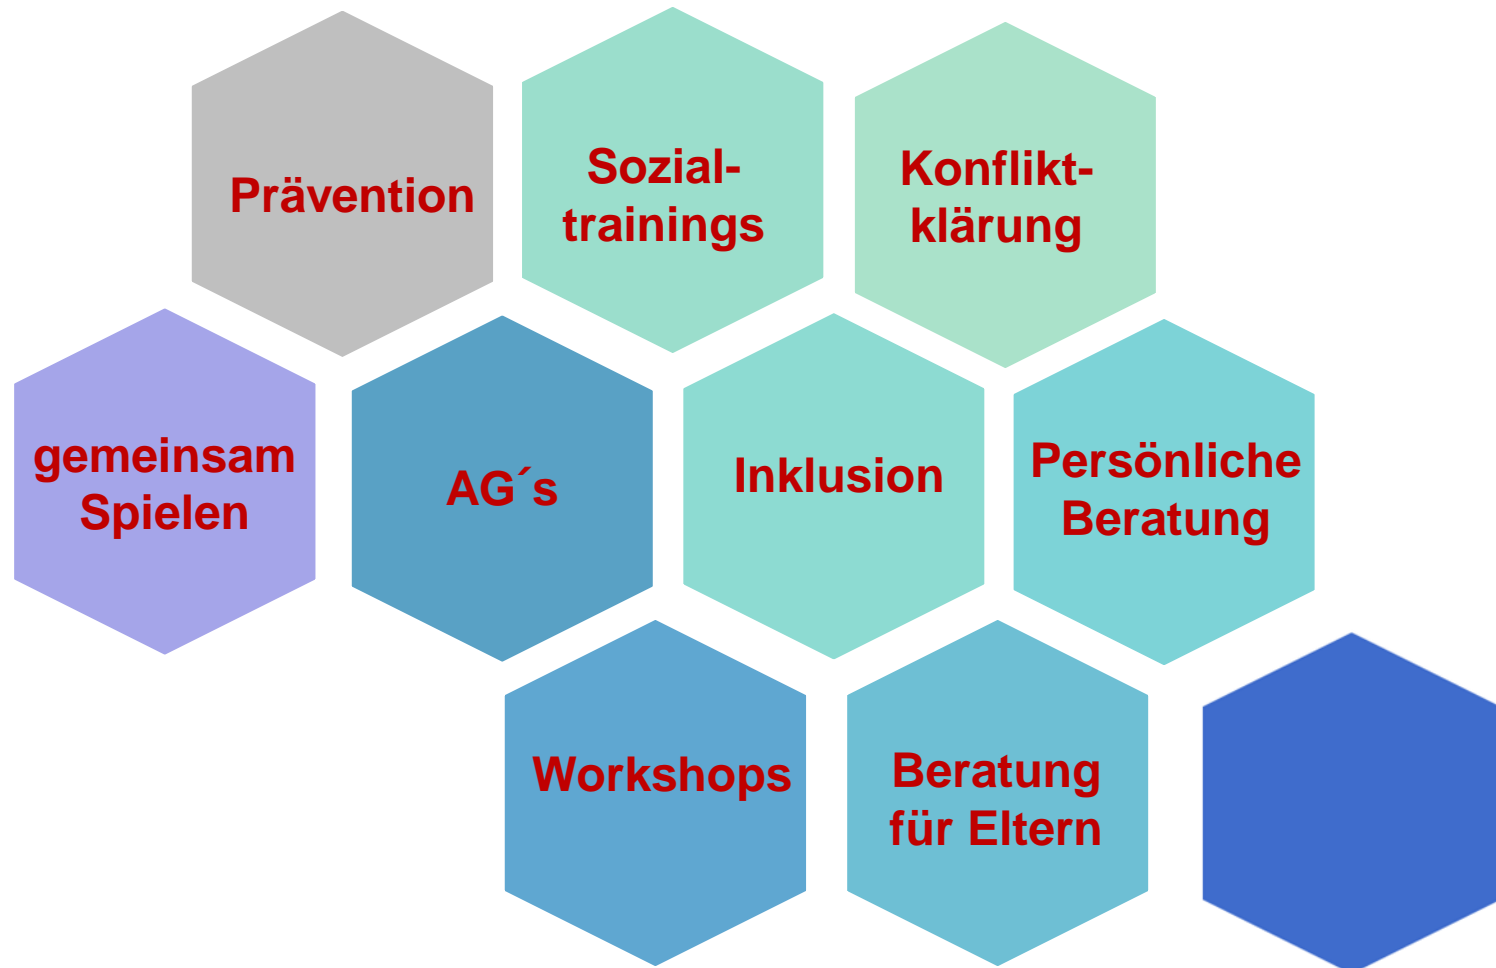 Prävention
Sozial-
trainings
Konflikt-
klärung
gemeinsam
Spielen
AG´s
Inklusion
Persönliche
Beratung
Workshops
Beratung
für Eltern